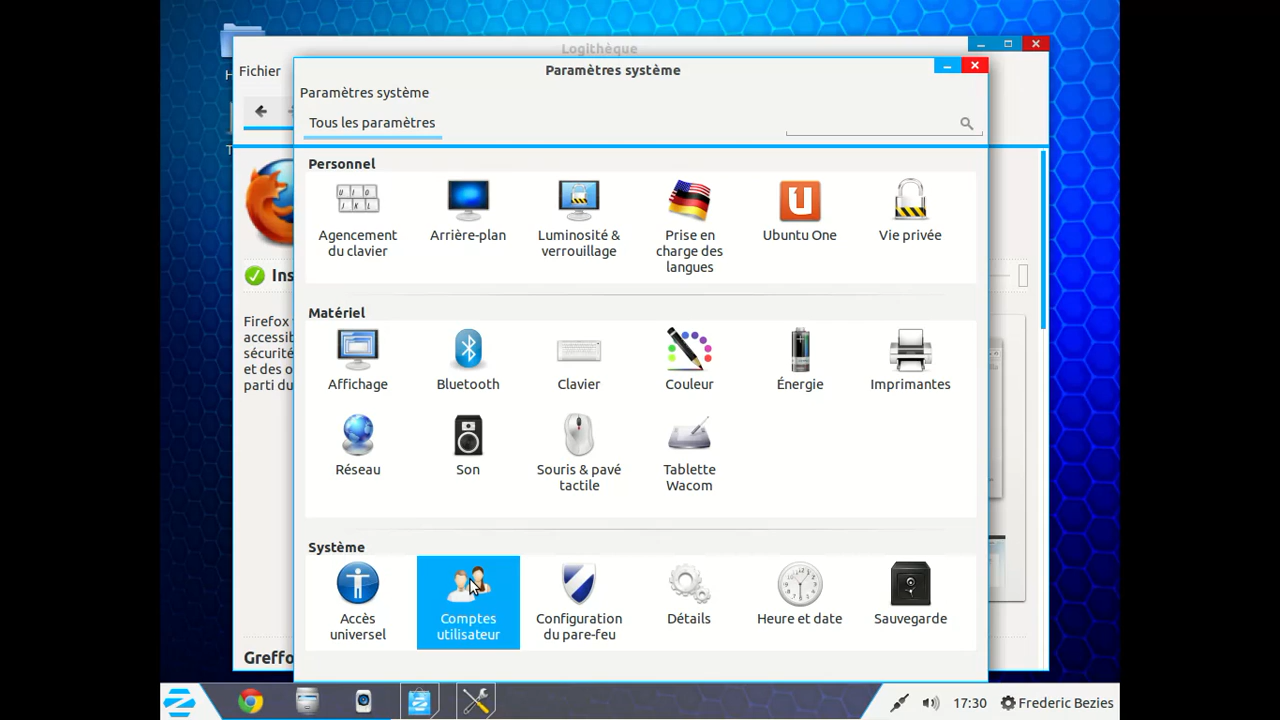 Logithèque
Paramètres système
Fichier
Paramètres système
Tous les paramètres
Personnel
Agencement
du clavier
Arrière-plan
Luminosité &
verrouillage
Prise en
charge des
langues
Ubuntu One
Vie privée
Ins
Firefox
accessib
sécurité
et des o
parti du
Matériel
Affichage
Bluetooth
Clavier
Couleur
Énergie
Imprimantes
Réseau
Son
Souris & pavé
tactile
Tablette
Wacom
Système
Accès
universel
Comptes
utilisateur
Configuration
du pare-feu
Détails
Heure et date
Sauvegarde
Greffo
17:30
Frederic Bezies